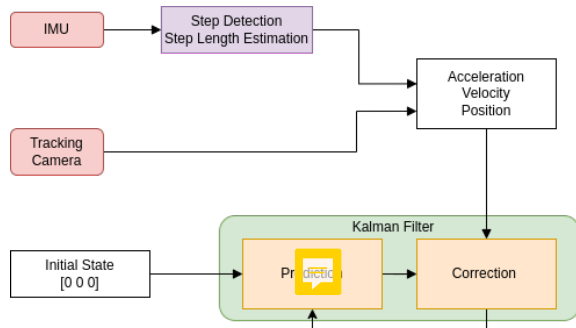 IMU
Step Detection
Step Length Estimation
Acceleration
Velocity
Position
Tracking
Camera
Kalman Filter
Initial State
[0 0 0]
Prediction
Correction